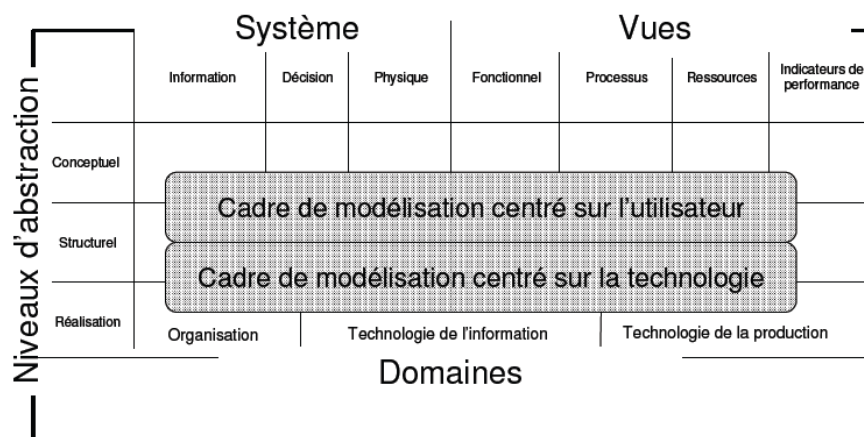 Système
Vues
Niveaux d'abstraction
Information
Décision
Physique
Fonctionnel
Processus
Ressources
Indicateurs de
performance
Conceptuel
Cadre de modélisation centré sur l'utilisateur
Structurel
Cadre de modélisation centré sur la technologie
Réalisation
Organisation
Technologie de l'information
Technologie de la production
Domaines